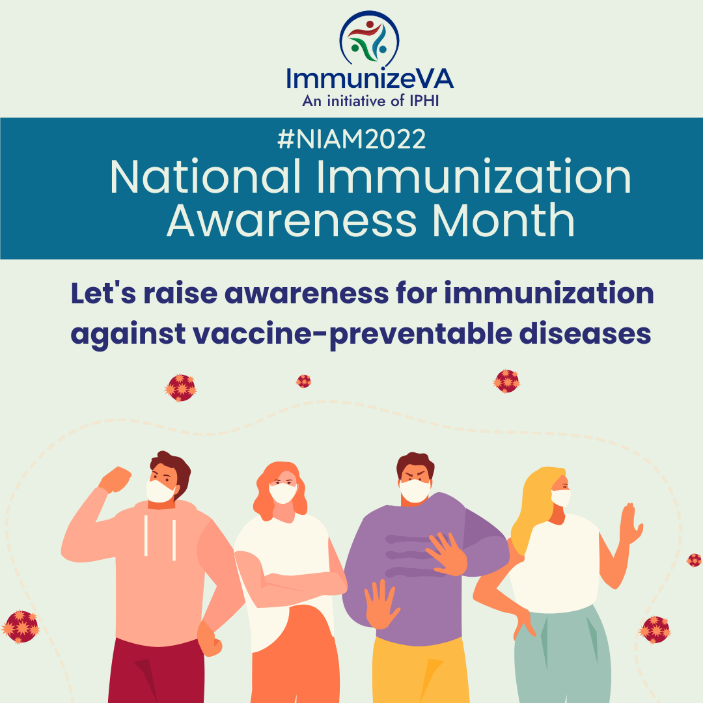 ImmunizeVA
An initiative of IPHI
#NIAM2022
National Immunization
Awareness Month
Let's raise awareness for immunization
against vaccine-preventable diseases